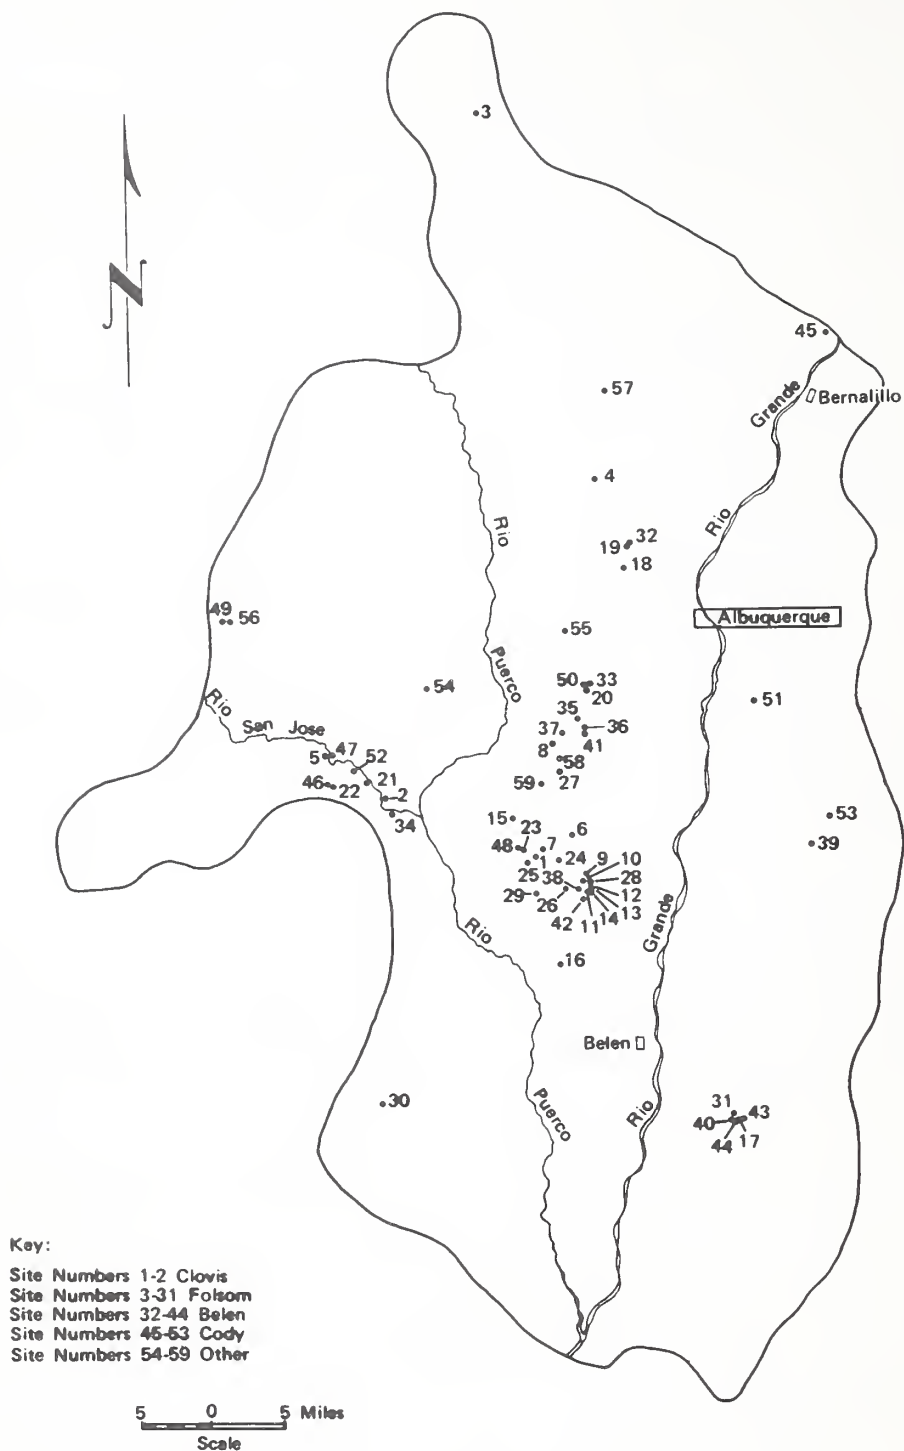 3
N
45
Grande
Bernalillo
57
4
Rio
Rio
32
19
18
49
56
Albuquerque
55
Puerco
50
33
20
54
51
Rio
San Jose
35
36
37
41
8
47
5
52
58
46
22
21
27
59
2
34
15
53
23
6
39
48
7
1
24
9
10
25
38
28
29
26
12
42
11
14
13
Grande
Rio
16
Belen
30
Puerco
Rio
31
43
40
44
17
Key:
Site Numbers 1-2 Clovis
Site Numbers 3-31 Folsom
Site Numbers 32-44 Belen
Site Numbers 45-53 Cody
Site Numbers 54-59 Other
5 0 5 Miles
Scale